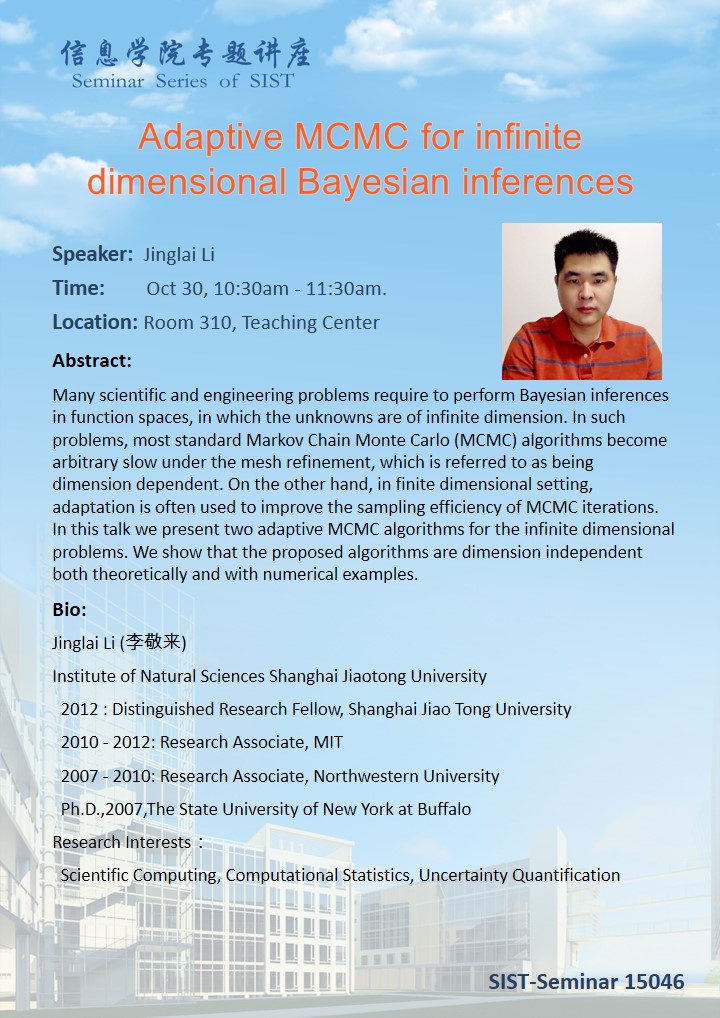 信息学院专题讲座
Seminar Series of SIST
Adaptive MCMC for infinite
dimensional Bayesian inferences
Speaker: Jinglai Li
Time: Oct 30, 10:30am - 11:30am.
Location: Room 310, Teaching Center
Abstract:
Many scientific and engineering problems require to perform Bayesian inferences
in function spaces, in which the unknowns are of infinite dimension. In such
problems, most standard Markov Chain Monte Carlo (MCMC) algorithms become
arbitrary slow under the mesh refinement, which is referred to as being
dimension dependent. On the other hand, in finite dimensional setting,
adaptation is often used to improve the sampling efficiency of MCMC iterations.
In this talk we present two adaptive MCMC algorithms for the infinite dimensional
problems. We show that the proposed algorithms are dimension independent
both theoretically and with numerical examples.
Bio:
Jinglai Li (李敬来)
Institute of Natural Sciences Shanghai Jiaotong University
2012 : Distinguished Research Fellow, Shanghai Jiao Tong University
2010 - 2012: Research Associate, MIT
2007 - 2010: Research Associate, Northwestern University
Ph.D.,2007,The State University of New York at Buffalo
Research Interests：
Scientific Computing, Computational Statistics, Uncertainty Quantification
SIST-Seminar 15046